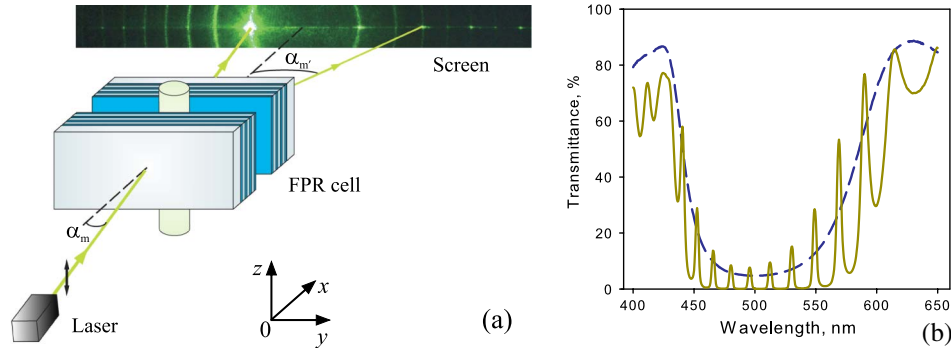 α_m'
Screen
FPR cell
α_m
Laser
z
x
0
y
(a)
Transmittance, %
100
80
60
40
20
0
400
450
500
550
600
650
Wavelength, nm
(b)